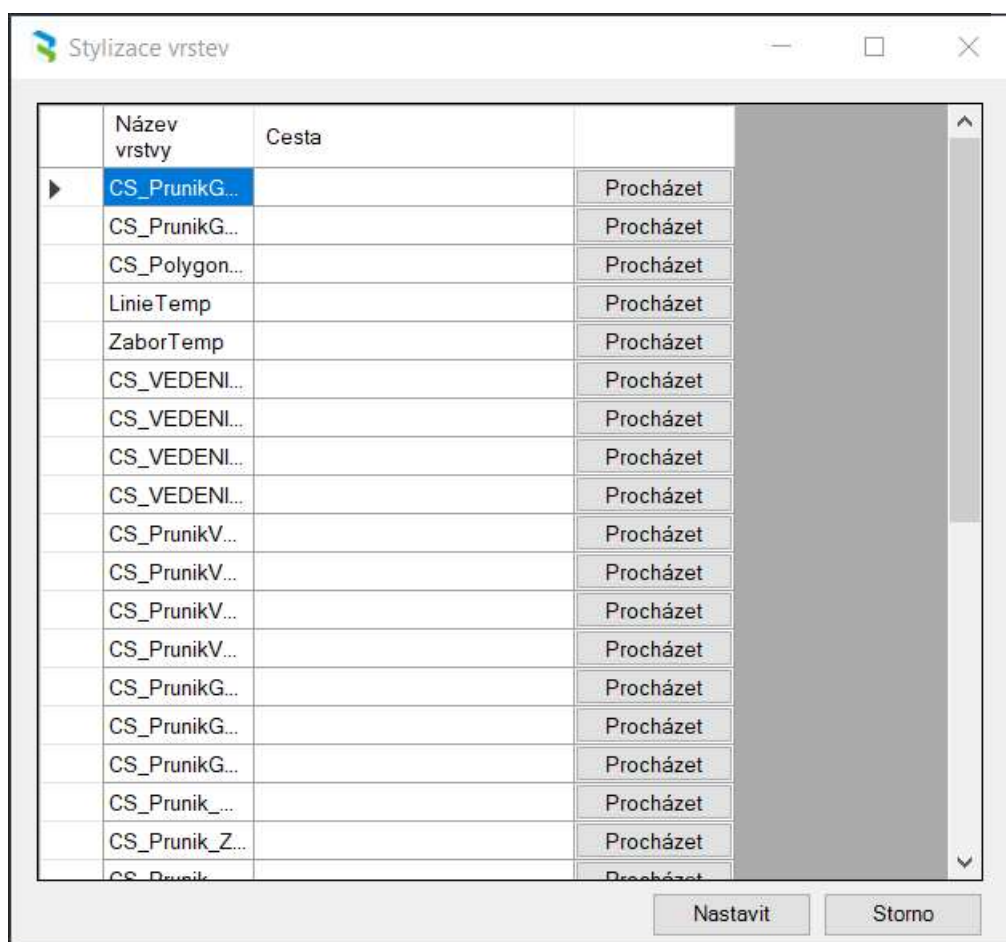 Stylizace vrstev
Název
vrstvy
Cesta
CS_PrunikG... Procházet
CS_PrunikG... Procházet
CS_Polygon... Procházet
LinieTemp Procházet
ZaborTemp Procházet
CS_VEDENI... Procházet
CS_VEDENI... Procházet
CS_VEDENI... Procházet
CS_VEDENI... Procházet
CS_PrunikV... Procházet
CS_PrunikV... Procházet
CS_PrunikV... Procházet
CS_PrunikV... Procházet
CS_PrunikG... Procházet
CS_PrunikG... Procházet
CS_PrunikG... Procházet
CS_Prunik_... Procházet
CS_Prunik_Z... Procházet
CS_Prunik Procházet
Nastavit Storno